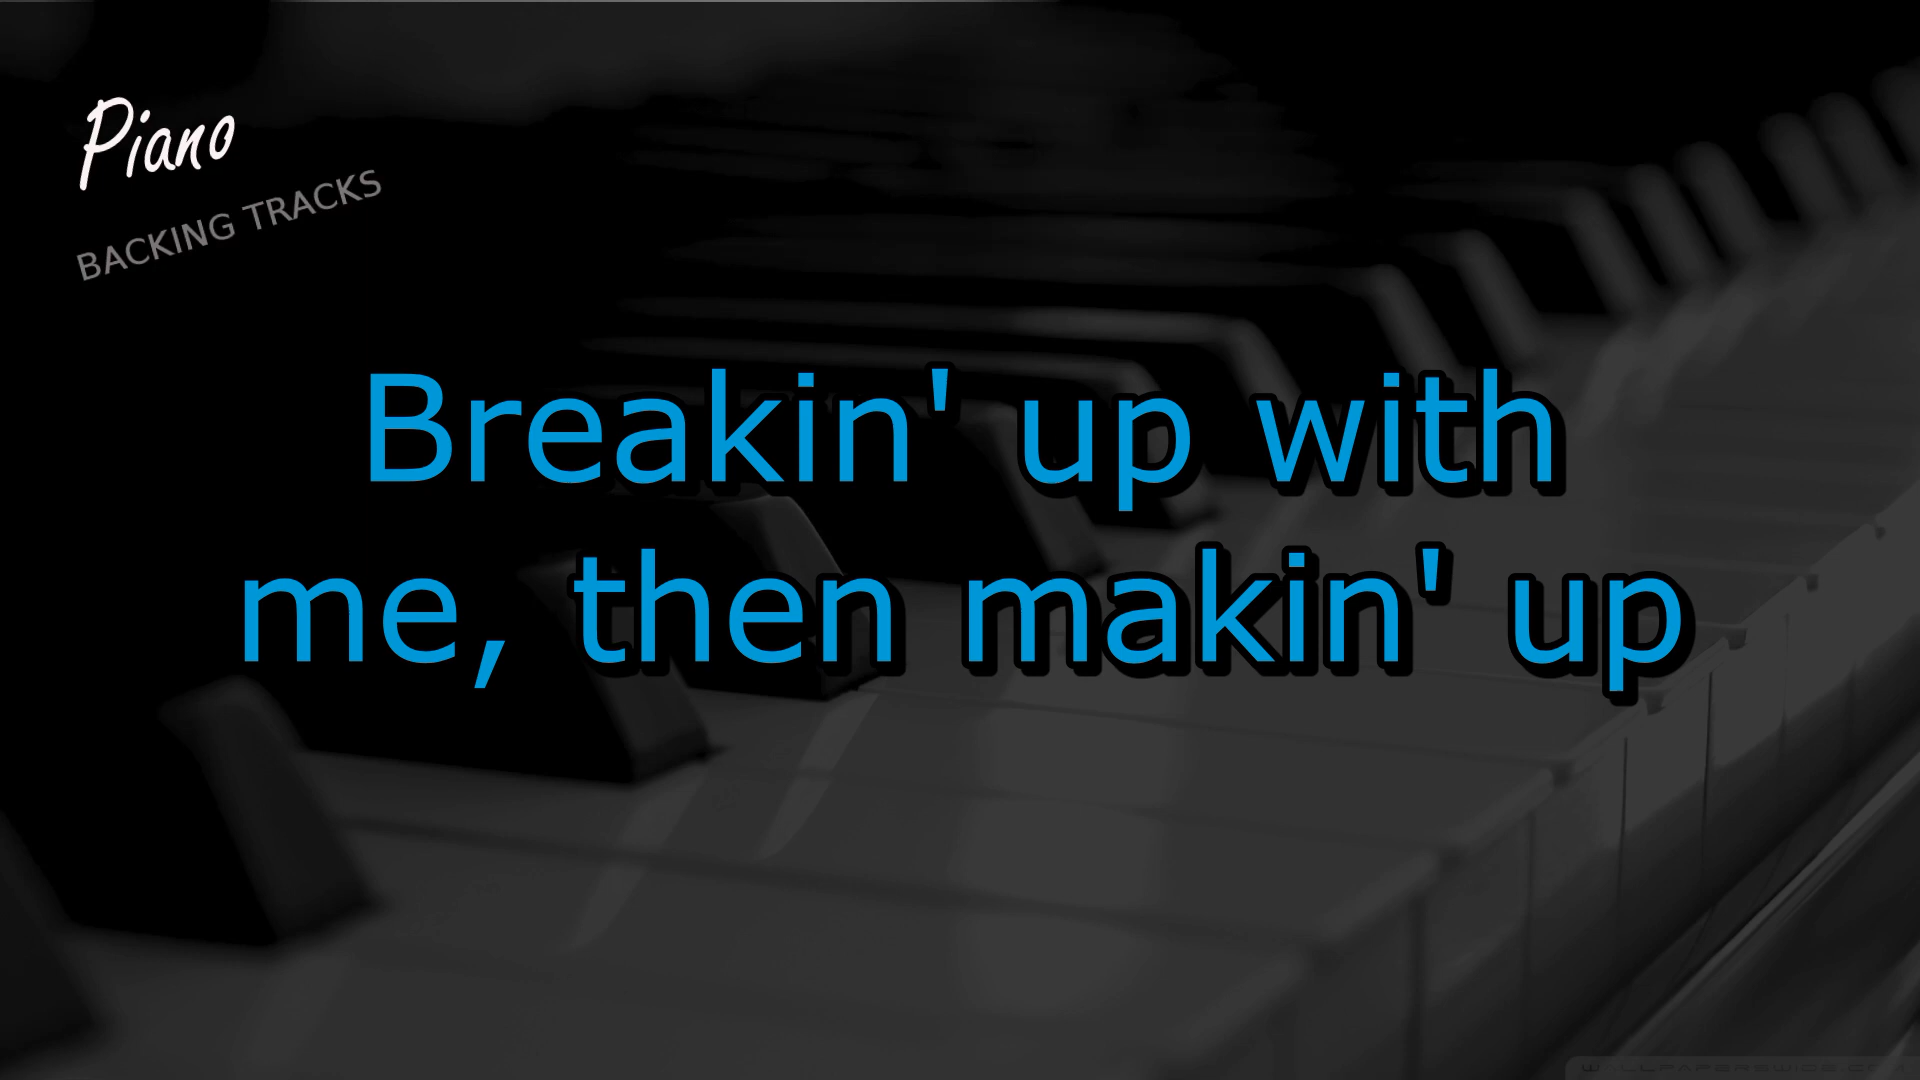 Piano
BACKING TRACKS
Breakin' up with
me, then makin' up